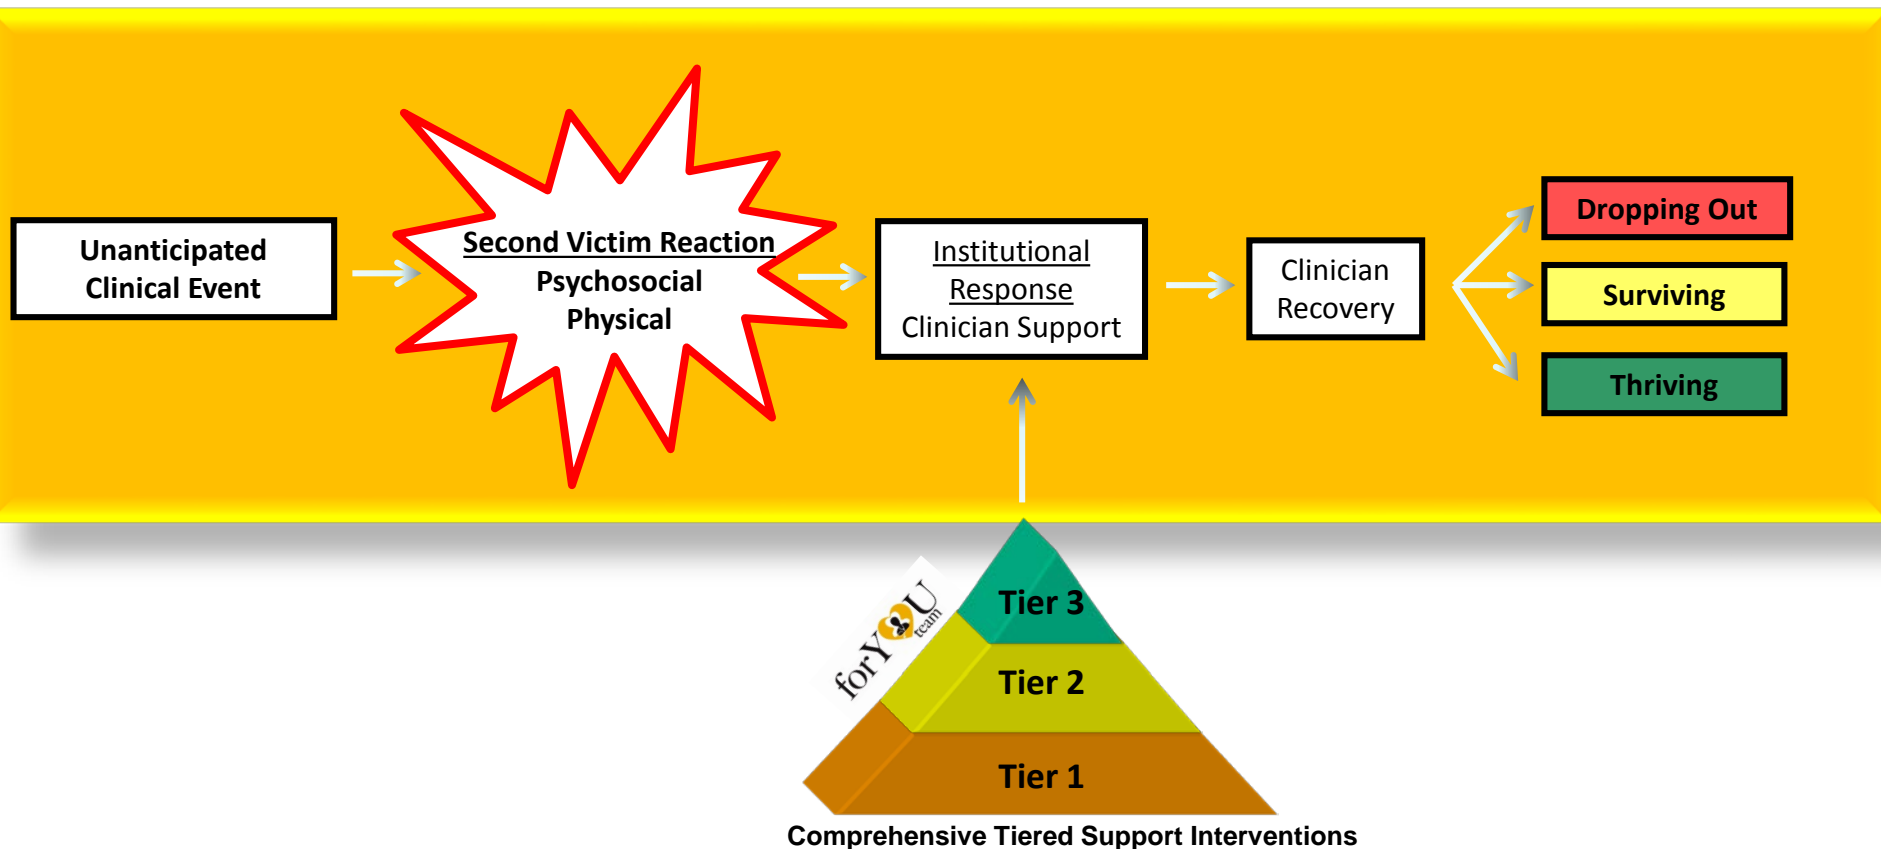 Unanticipated
Clinical Event
Second Victim Reaction
Psychosocial
Physical
Institutional
Response
Clinician Support
Clinician
Recovery
Dropping Out
Surviving
Thriving
forYOU
team
Tier 3
Tier 2
Tier 1
Comprehensive Tiered Support Interventions